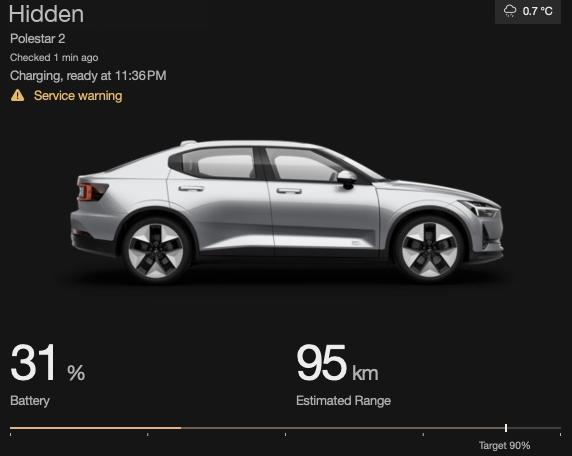 Hidden
0.7 °C
Polestar 2
Checked 1 min ago
Charging, ready at 11:36 PM
Service warning
31 %
95 km
Battery
Estimated Range
Target 90%